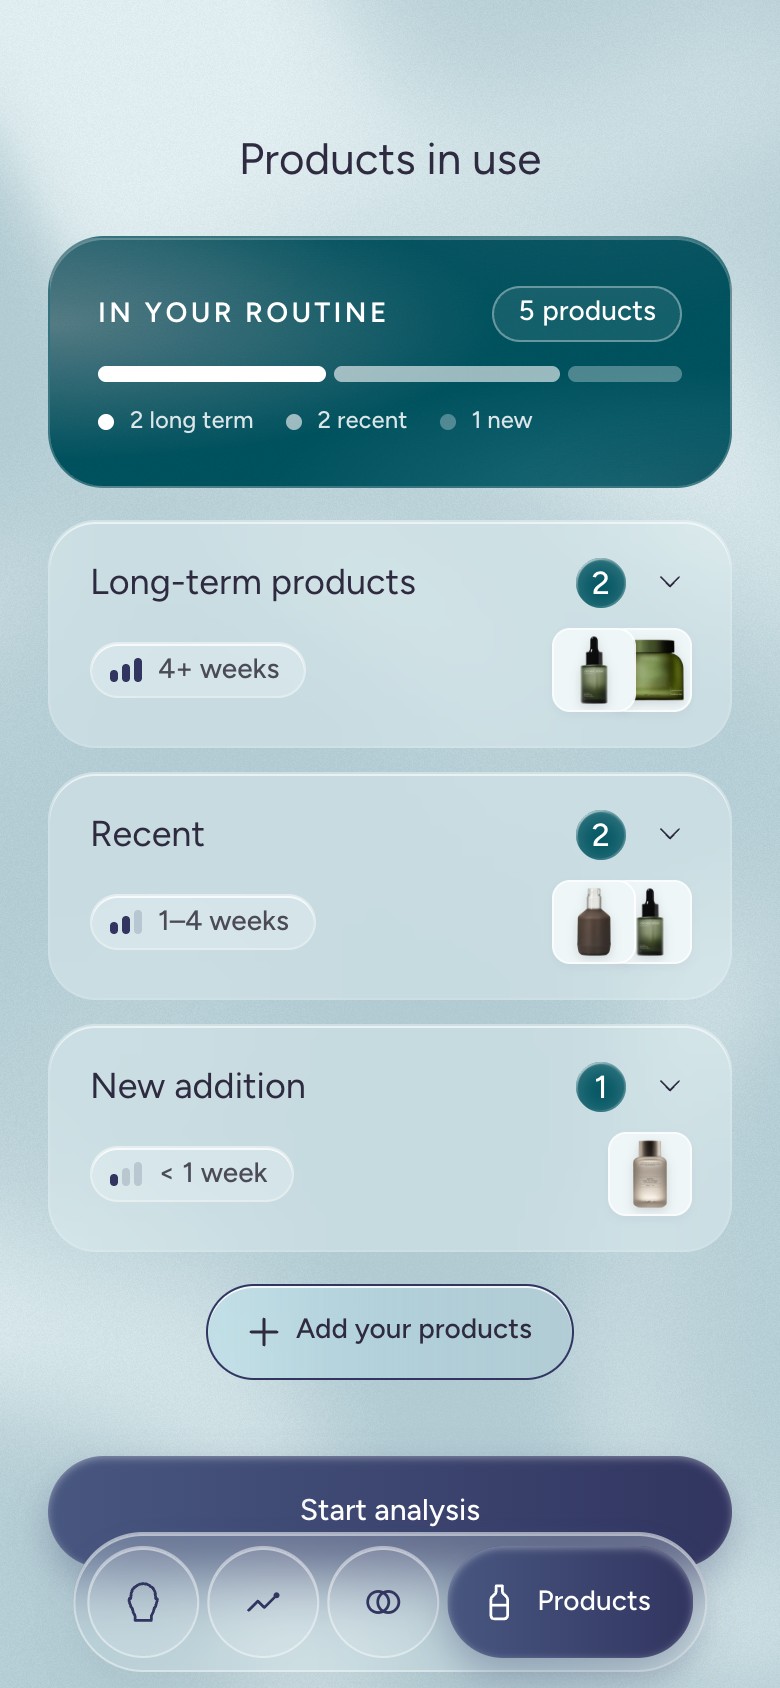 Products in use
IN YOUR ROUTINE
5 products
2 long term
2 recent
1 new
Long-term products
2
4+ weeks
Recent
2
1–4 weeks
New addition
1
< 1 week
Add your products
Start analysis
Products